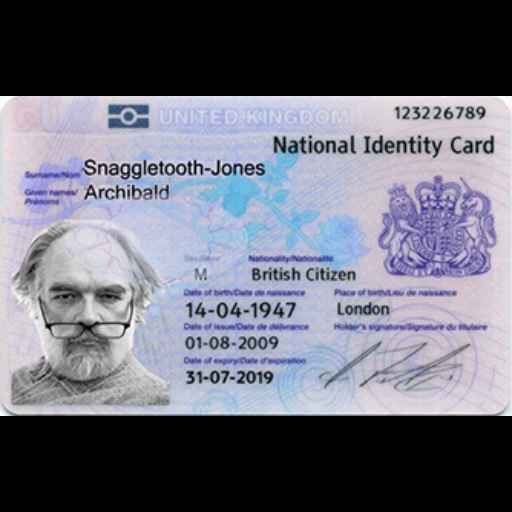 UNITED KINGDOM
123226789
National Identity Card
Surname/Nom
Snaggletooth-Jones
Given names/
Prénoms
Archibald
Sex/Sexe
Nationality/Nationalité
M
British Citizen
Date of birth/Date de naissance
Place of birth/Lieu de naissance
14-04-1947
London
Date of issue/Date de délivrance
Holder's signature/Signature du titulaire
01-08-2009
Date of expiry/Date d'expiration
31-07-2019